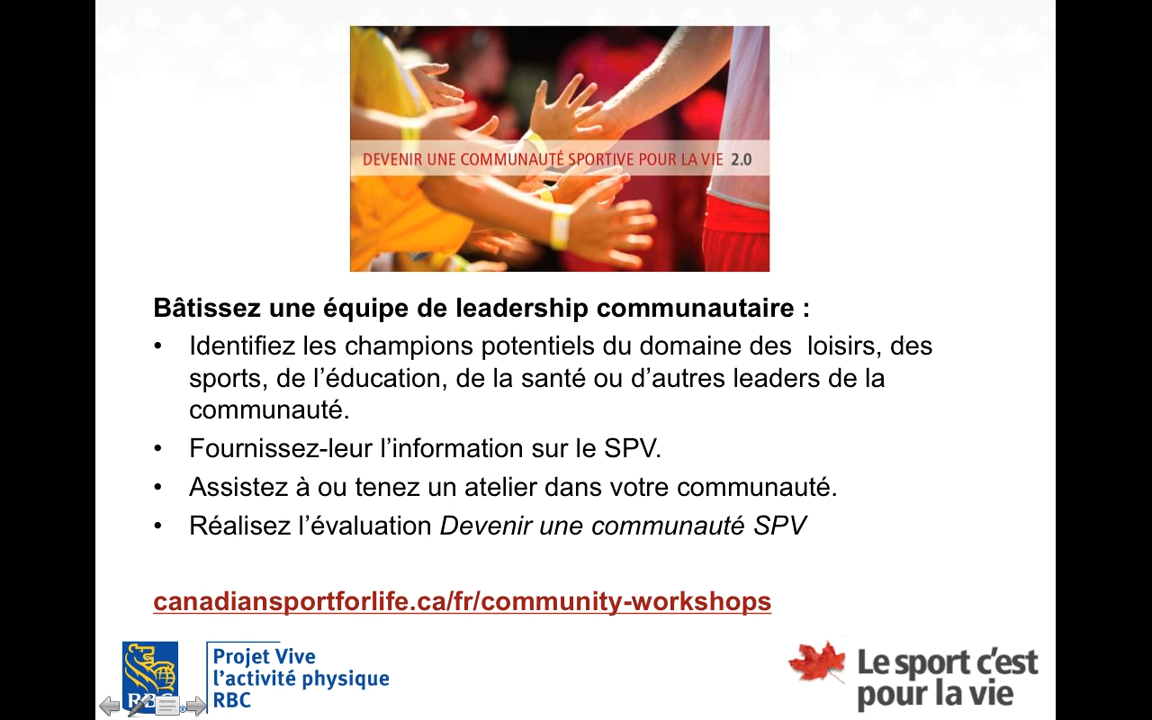 DEVENIR UNE COMMUNAUTÉ SPORTIVE POUR LA VIE 2.0
Bâtissez une équipe de leadership communautaire :
• Identifiez les champions potentiels du domaine des  loisirs, des
sports, de l’éducation, de la santé ou d’autres leaders de la
communauté.
• Fournissez-leur l’information sur le SPV.
• Assistez à ou tenez un atelier dans votre communauté.
• Réalisez l’évaluation Devenir une communauté SPV
canadiansportforlife.ca/fr/community-workshops
RBC
®
Projet Vive
l’activité physique
RBC
Le sport c’est
pour la vie